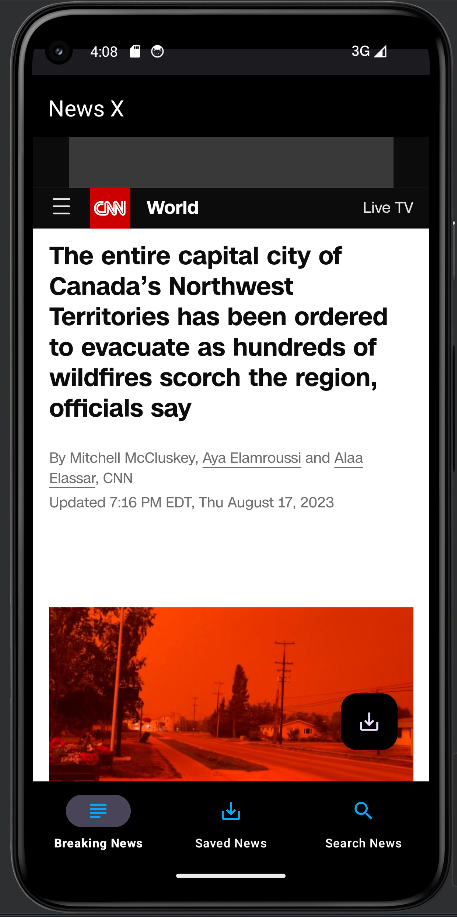 4:08
3G
News X
CNN
World
Live TV
The entire capital city of
Canada’s Northwest
Territories has been ordered
to evacuate as hundreds of
wildfires scorch the region,
officials say
By Mitchell McCluskey, Aya Elamroussi and Alaa
Elassar, CNN
Updated 7:16 PM EDT, Thu August 17, 2023
Breaking News
Saved News
Search News